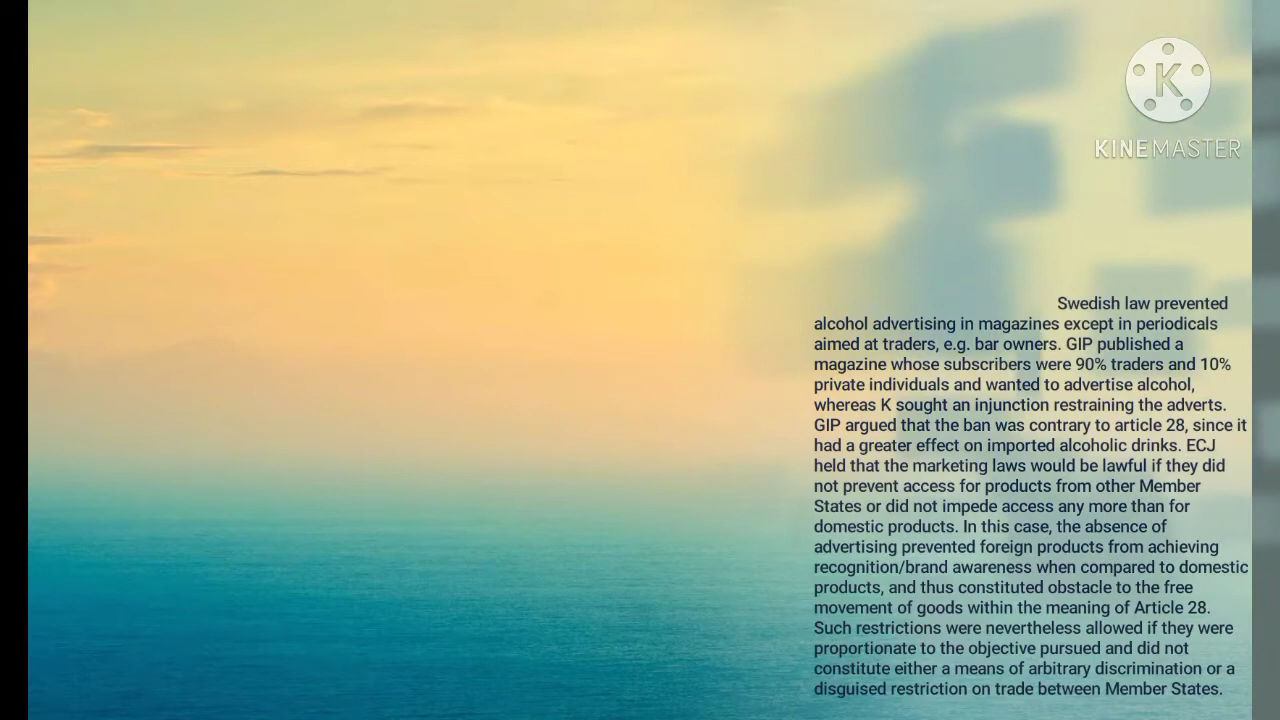 K
KINEMASTER
Swedish law prevented
alcohol advertising in magazines except in periodicals
aimed at traders, e.g. bar owners. GIP published a
magazine whose subscribers were 90% traders and 10%
private individuals and wanted to advertise alcohol,
whereas K sought an injunction restraining the adverts.
GIP argued that the ban was contrary to article 28, since it
had a greater effect on imported alcoholic drinks. ECJ
held that the marketing laws would be lawful if they did
not prevent access for products from other Member
States or did not impede access any more than for
domestic products. In this case, the absence of
advertising prevented foreign products from achieving
recognition/brand awareness when compared to domestic
products, and thus constituted obstacle to the free
movement of goods within the meaning of Article 28.
Such restrictions were nevertheless allowed if they were
proportionate to the objective pursued and did not
constitute either a means of arbitrary discrimination or a
disguised restriction on trade between Member States.